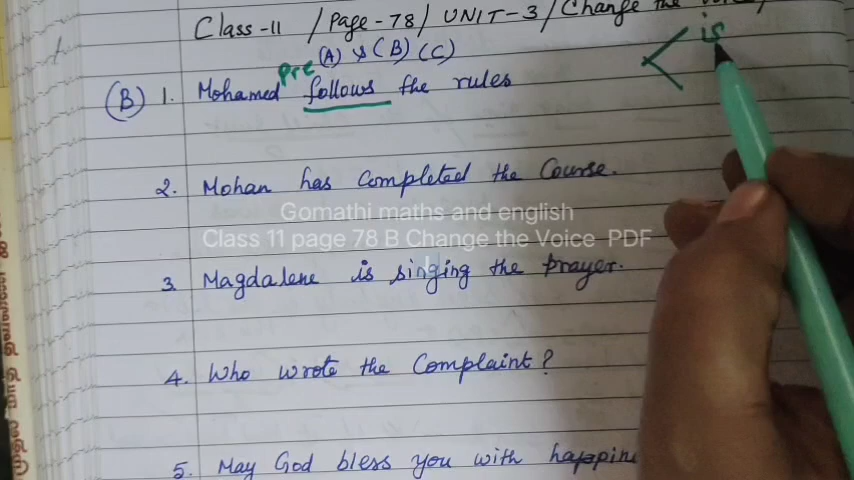 Class-11 / Page-78 / UNIT-3 / Change the
(A) & (B) (C)
pre
is
(B) 1. Mohamed follows the rules
2. Mohan has completed the Course.
Gomathi maths and english
Class 11 page 78 B Change the Voice PDF
3. Magdalene is singing the prayer.
4. Who wrote the Complaint?
5. May God bless you with